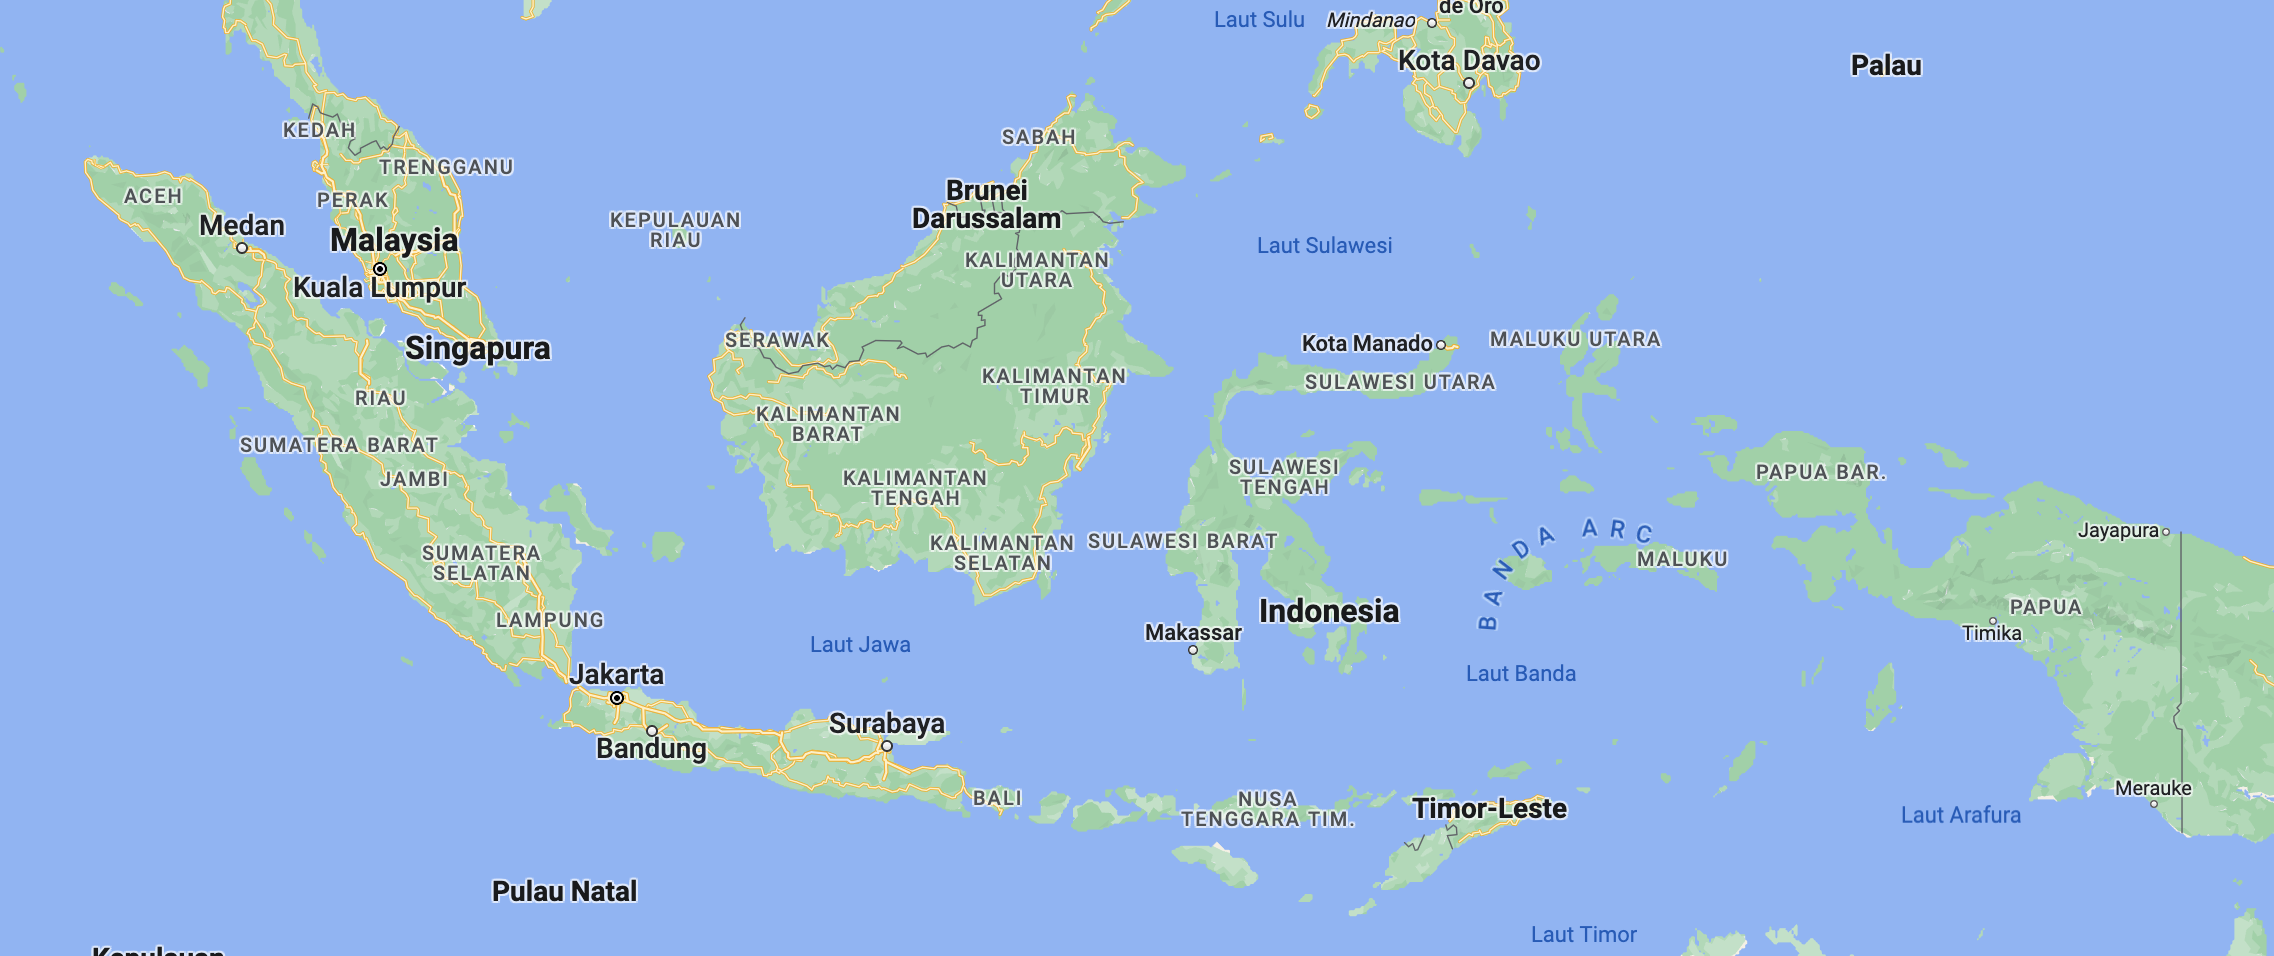 de Oro
Laut Sulu
Mindanao
Kota Davao
Palau
KEDAH
SABAH
TRENGGANU
ACEH
PERAK
Brunei
Darussalam
Medan
KEPULAUAN
RIAU
Malaysia
Laut Sulawesi
KALIMANTAN
UTARA
Kuala Lumpur
SERAWAK
Kota Manado
MALUKU UTARA
Singapura
KALIMANTAN
TIMUR
SULAWESI UTARA
RIAU
KALIMANTAN
BARAT
SUMATERA BARAT
JAMBI
KALIMANTAN
TENGAH
SULAWESI
TENGAH
PAPUA BAR.
BANDA ARC
Jayapura
SUMATERA
SELATAN
KALIMANTAN
SELATAN
SULAWESI BARAT
MALUKU
Indonesia
PAPUA
LAMPUNG
Makassar
Timika
Laut Jawa
Jakarta
Laut Banda
Surabaya
Bandung
Merauke
BALI
NUSA
TENGGARA TIM.
Timor-Leste
Laut Arafura
Pulau Natal
Laut Timor
Kepulauan